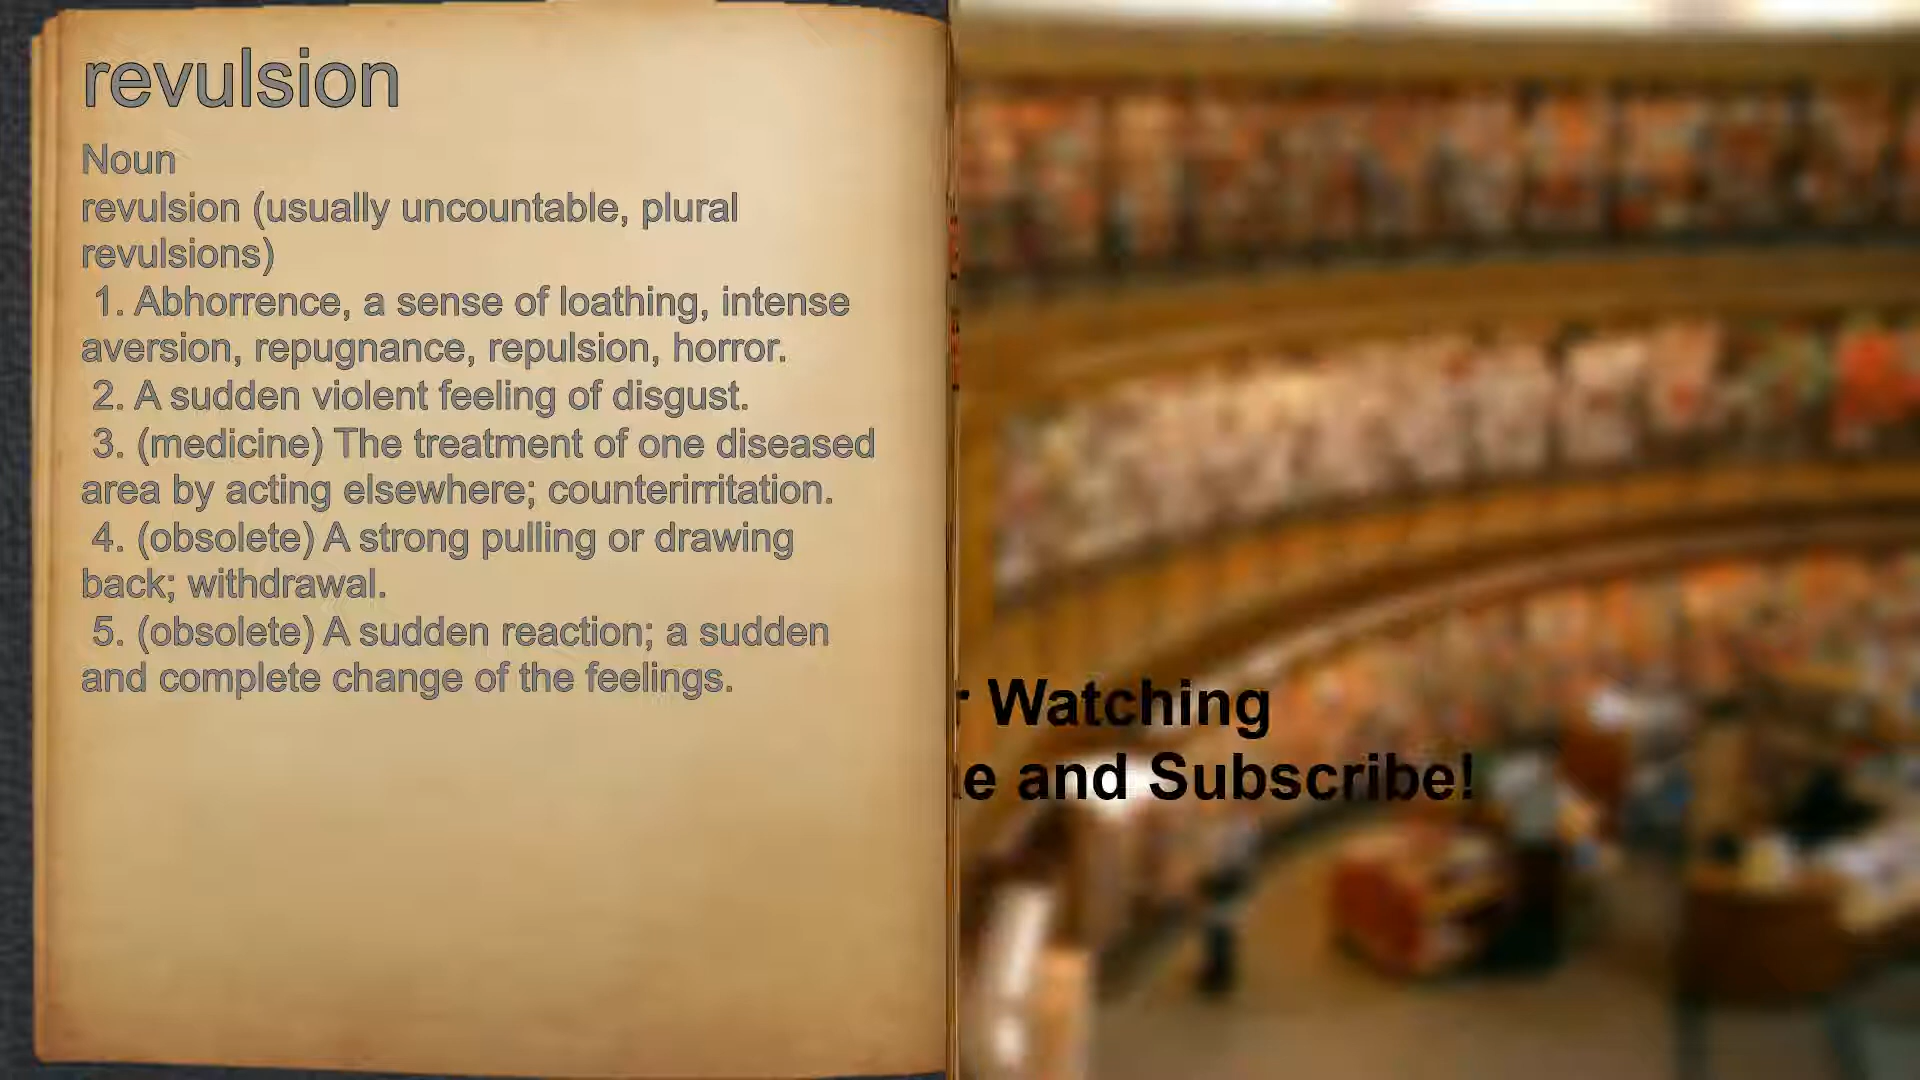 revulsion
Noun
revulsion (usually uncountable, plural
revulsions)
1. Abhorrence, a sense of loathing, intense
aversion, repugnance, repulsion, horror.
2. A sudden violent feeling of disgust.
3. (medicine) The treatment of one diseased
area by acting elsewhere; counterirritation.
4. (obsolete) A strong pulling or drawing
back; withdrawal.
5. (obsolete) A sudden reaction; a sudden
and complete change of the feelings.
Watching
and Subscribe!